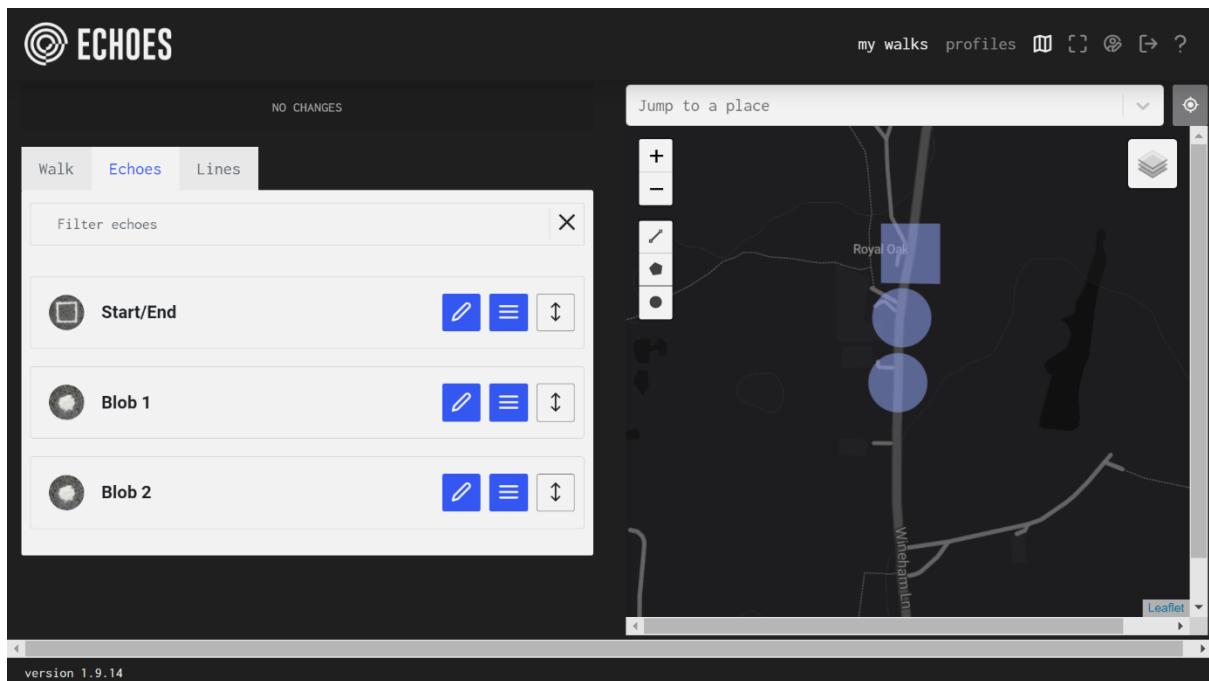 ECHOES
my walks profiles ?
NO CHANGES
Jump to a place
Walk Echoes Lines
Filter echoes
Start/End
Blob 1
Blob 2
+
−
Royal Oak
Wineham Ln
Leaflet
version 1.9.14